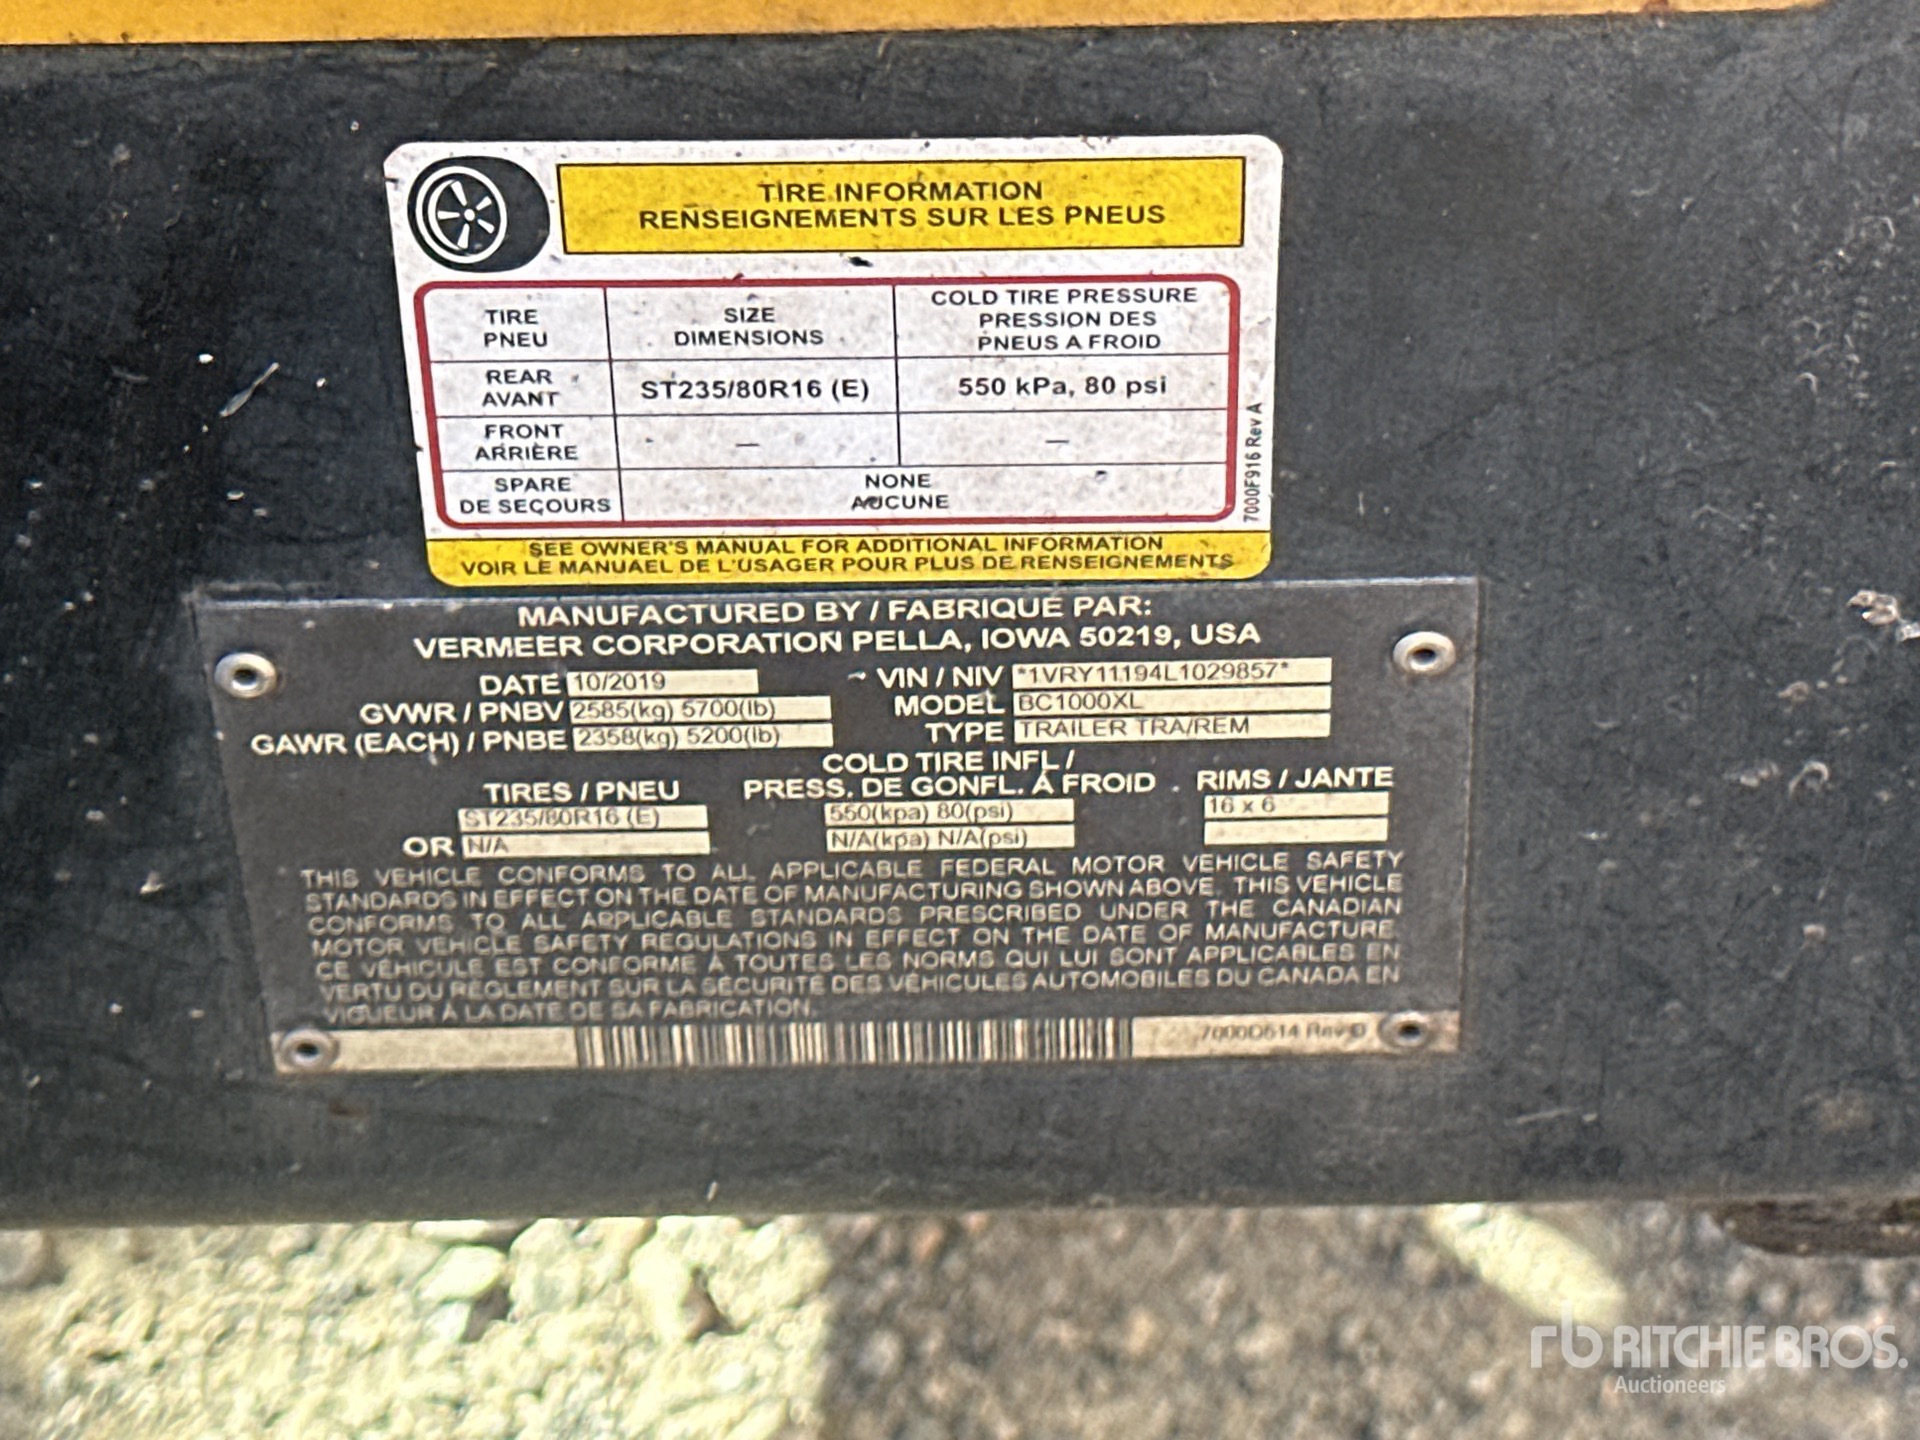 TIRE INFORMATION
RENSEIGNEMENTS SUR LES PNEUS
TIRE
PNEU
SIZE
DIMENSIONS
COLD TIRE PRESSURE
PRESSION DES
PNEUS A FROID
REAR
AVANT
ST235/80R16 (E)
550 kPa, 80 psi
FRONT
ARRIÈRE
—
—
SPARE
DE SEÇOURS
NONE
AUCUNE
7000F916 Rev A
SEE OWNER'S MANUAL FOR ADDITIONAL INFORMATION
VOIR LE MANUAEL DE L'USAGER POUR PLUS DE RENSEIGNEMENTS
MANUFACTURED BY / FABRIQUE PAR:
VERMEER CORPORATION PELLA, IOWA 50219, USA
DATE 10/2019
VIN / NIV *1VRY11194L1029857*
GVWR / PNBV 2585(kg) 5700(lb)
MODEL BC1000XL
GAWR (EACH) / PNBE 2358(kg) 5200(lb)
TYPE TRAILER TRA/REM
TIRES / PNEU
COLD TIRE INFL /
PRESS. DE GONFL. À FROID
RIMS / JANTE
ST235/80R16 (E)
550(kpa) 80(psi)
16 x 6
OR N/A
N/A(kpa) N/A(psi)
THIS VEHICLE CONFORMS TO ALL APPLICABLE FEDERAL MOTOR VEHICLE SAFETY
STANDARDS IN EFFECT ON THE DATE OF MANUFACTURING SHOWN ABOVE. THIS VEHICLE
CONFORMS TO ALL APPLICABLE STANDARDS PRESCRIBED UNDER THE CANADIAN
MOTOR VEHICLE SAFETY REGULATIONS IN EFFECT ON THE DATE OF MANUFACTURE.
CE VÉHICULE EST CONFORME À TOUTES LES NORMS QUI LUI SONT APPLICABLES EN
VERTU DU RÈGLEMENT SUR LA SÉCURITÉ DES VÉHICULES AUTOMOBILES DU CANADA EN
VIGUEUR À LA DATE DE SA FABRICATION.
7000D514 Rev D
rb RITCHIE BROS.
Auctioneers